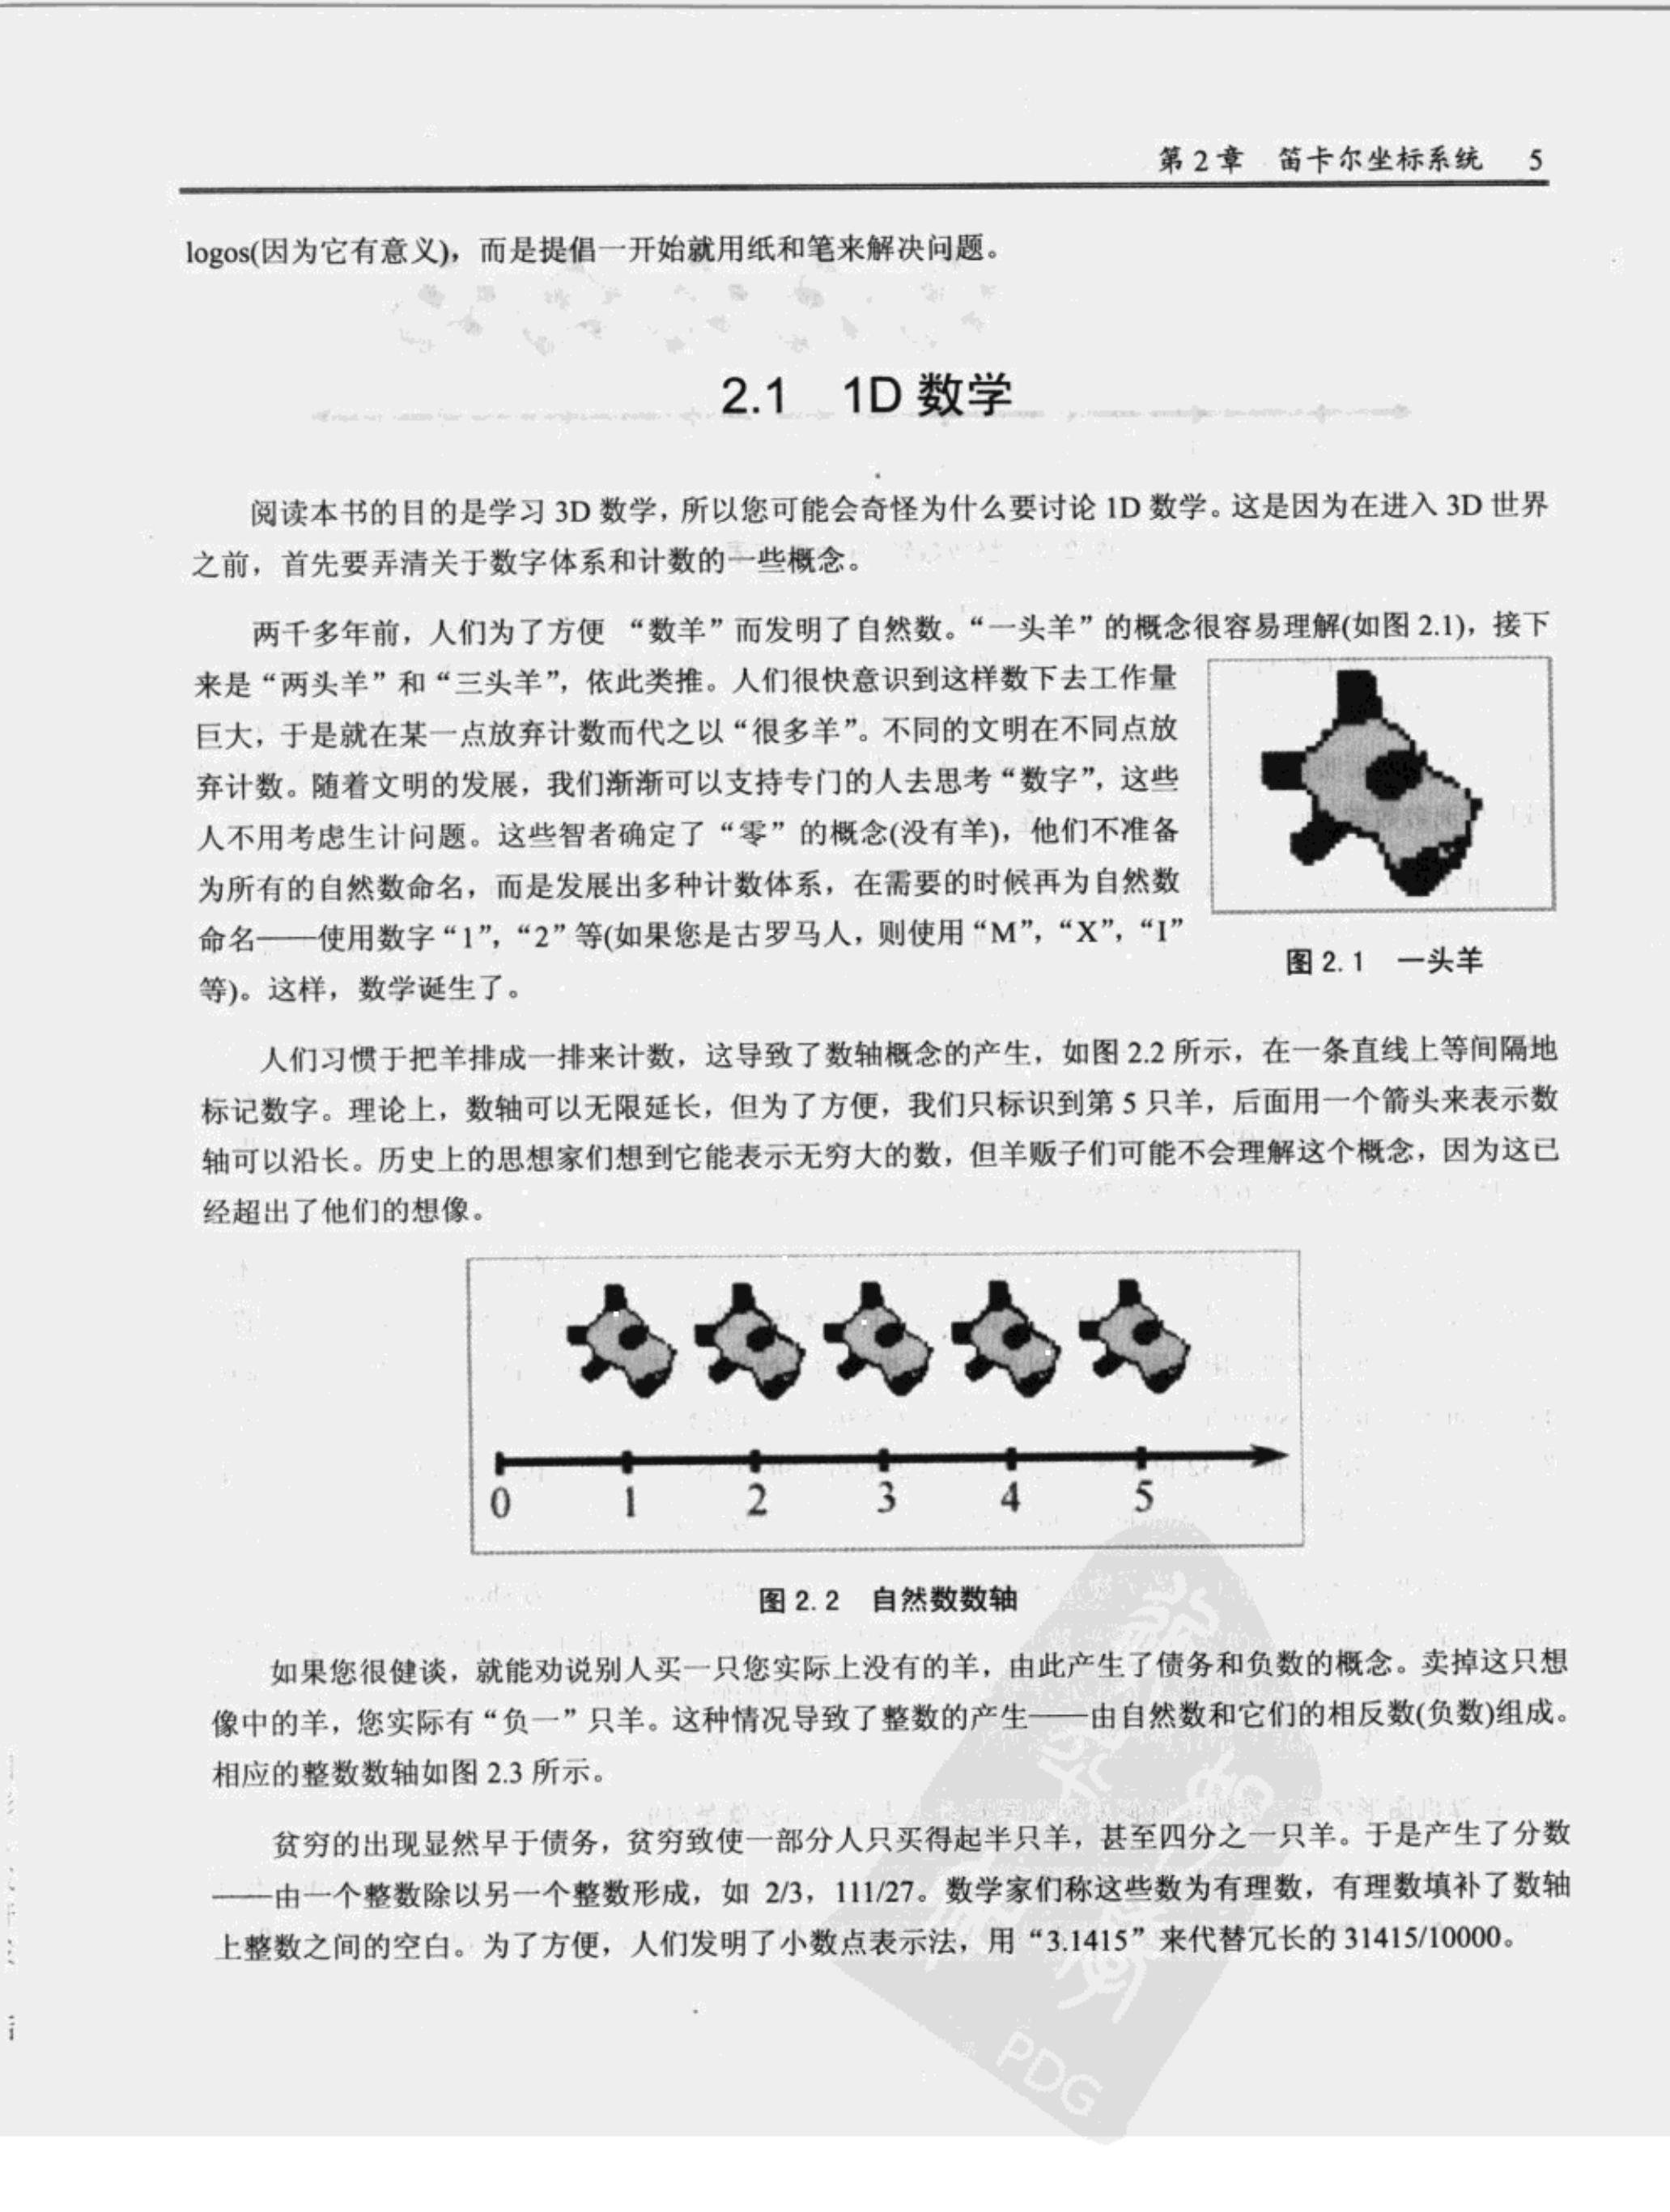 第 2 章　笛卡尔坐标系统　5
logos(因为它有意义)，而是提倡一开始就用纸和笔来解决问题。
2.1　1D 数学
阅读本书的目的是学习 3D 数学，所以您可能会奇怪为什么要讨论 1D 数学。这是因为在进入 3D 世界
之前，首先要弄清关于数字体系和计数的一些概念。
两千多年前，人们为了方便 “数羊”而发明了自然数。“一头羊”的概念很容易理解(如图 2.1)，接下
来是“两头羊”和“三头羊”，依此类推。人们很快意识到这样数下去工作量
巨大，于是就在某一点放弃计数而代之以“很多羊”。不同的文明在不同点放
弃计数。随着文明的发展，我们渐渐可以支持专门的人去思考“数字”，这些
人不用考虑生计问题。这些智者确定了“零”的概念(没有羊)，他们不准备
为所有的自然数命名，而是发展出多种计数体系，在需要的时候再为自然数
命名——使用数字“1”，“2”等(如果您是古罗马人，则使用“M”，“X”，“I”
等)。这样，数学诞生了。
图 2.1　一头羊
人们习惯于把羊排成一排来计数，这导致了数轴概念的产生，如图 2.2 所示，在一条直线上等间隔地
标记数字。理论上，数轴可以无限延长，但为了方便，我们只标识到第 5 只羊，后面用一个箭头来表示数
轴可以沿长。历史上的思想家们想到它能表示无穷大的数，但羊贩子们可能不会理解这个概念，因为这已
经超出了他们的想像。
0 1 2 3 4 5
图 2.2　自然数数轴
如果您很健谈，就能劝说别人买一只您实际上没有的羊，由此产生了债务和负数的概念。卖掉这只想
像中的羊，您实际有“负一”只羊。这种情况导致了整数的产生——由自然数和它们的相反数(负数)组成。
相应的整数数轴如图 2.3 所示。
贫穷的出现显然早于债务，贫穷致使一部分人只买得起半只羊，甚至四分之一只羊。于是产生了分数
——由一个整数除以另一个整数形成，如 2/3，111/27。数学家们称这些数为有理数，有理数填补了数轴
上整数之间的空白。为了方便，人们发明了小数点表示法，用“3.1415”来代替冗长的 31415/10000。
PDG